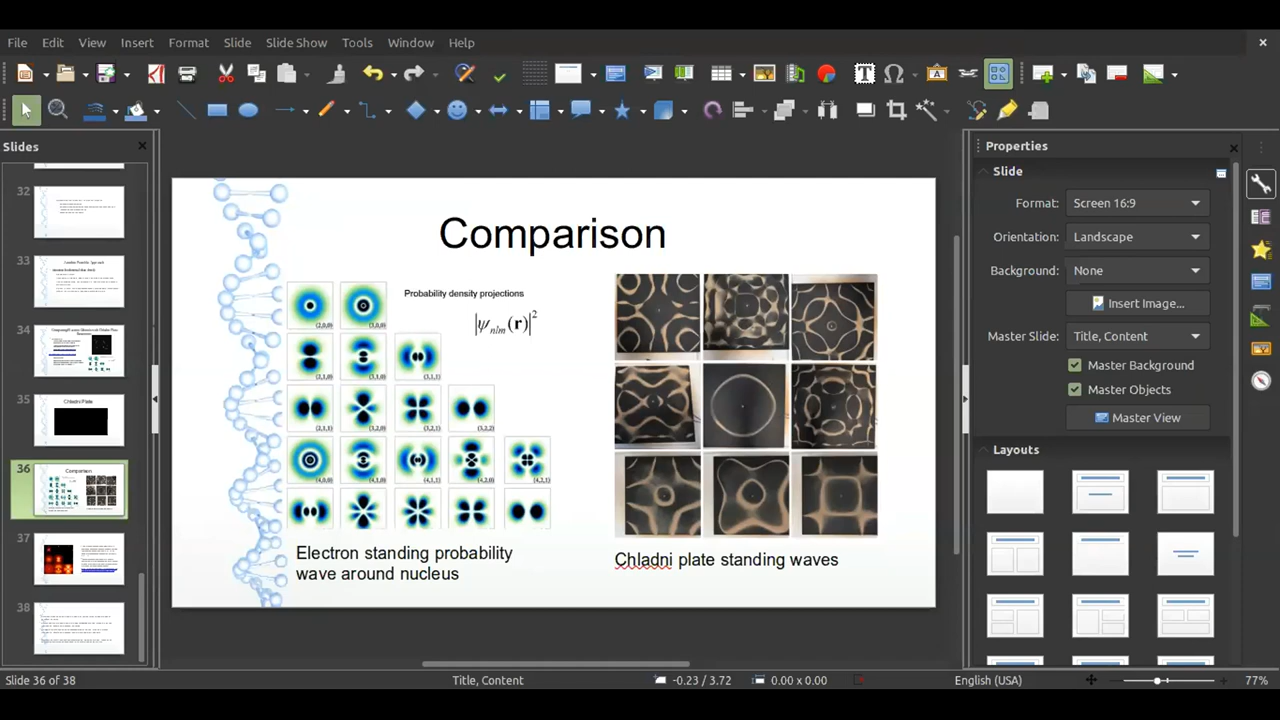 File Edit View Insert Format Slide Slide Show Tools Window Help
Slides
32
33
34
35
Chladni Plate
36
Comparison
37
38
Comparison
Probability density projections
|ψnlm(r)|²
(2,0,0) (3,0,0)
(2,1,0) (3,1,0) (3,1,1)
(2,1,1) (3,2,0) (3,2,1) (3,2,2)
(4,0,0) (4,1,0) (4,1,1) (4,2,0) (4,2,1)
Electron standing probability
wave around nucleus
Chladni plate standing waves
Properties
Slide
Format: Screen 16:9
Orientation: Landscape
Background: None
Insert Image...
Master Slide: Title, Content
Master Background
Master Objects
Master View
Layouts
Slide 36 of 38
Title, Content
-0.23 / 3.72
0.00 x 0.00
English (USA)
77%